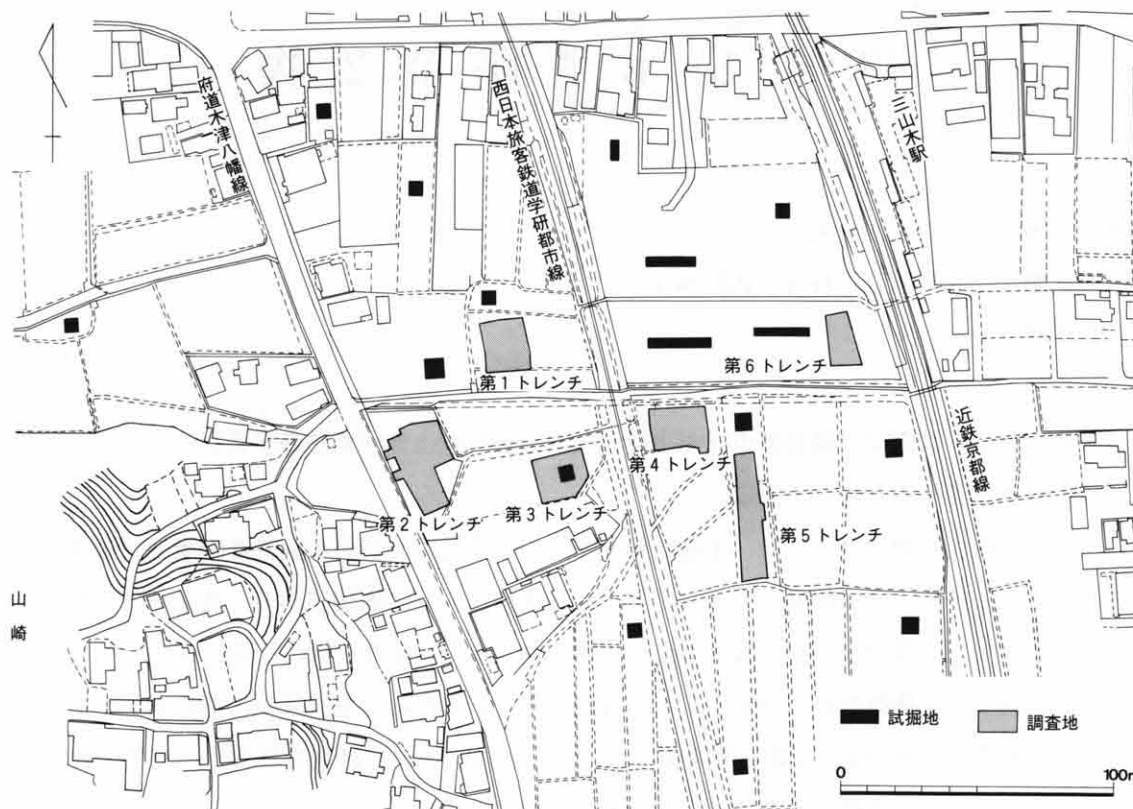 府道木津八幡線
西日本旅客鉄道学研都市線
三山木駅
第1トレンチ
第6トレンチ
近鉄京都線
第4トレンチ
第2トレンチ
第3トレンチ
第5トレンチ
山崎
試掘地
調査地
0
100m